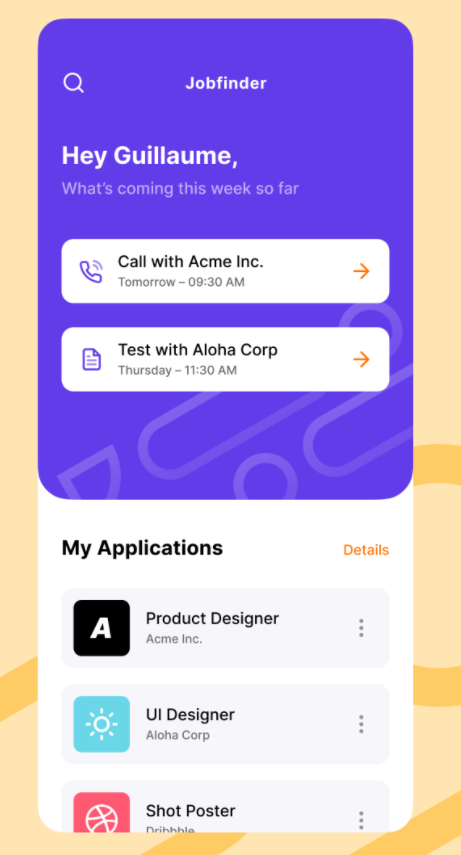 Jobfinder
Hey Guillaume,
What's coming this week so far
Call with Acme Inc.
Tomorrow – 09:30 AM
Test with Aloha Corp
Thursday – 11:30 AM
My Applications
Details
A
Product Designer
Acme Inc.
UI Designer
Aloha Corp
Shot Poster
Dribbble